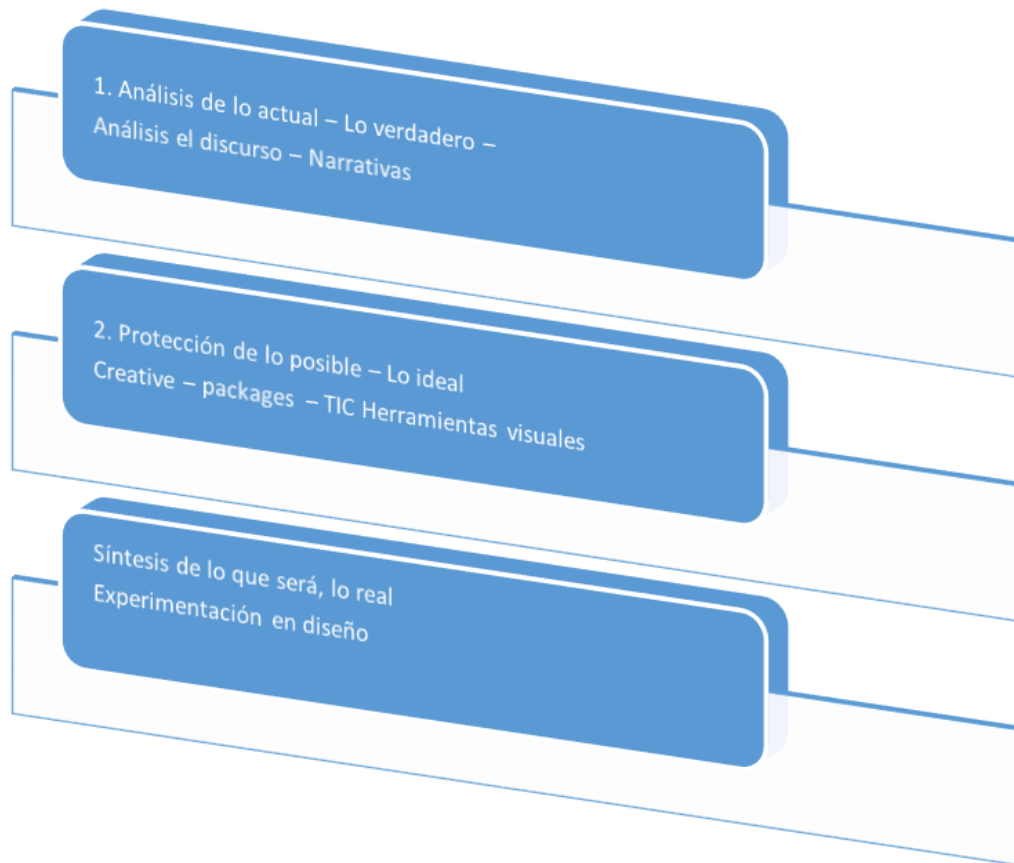 1. Análisis de lo actual – Lo verdadero –
Análisis el discurso – Narrativas
2. Protección de lo posible – Lo ideal
Creative – packages – TIC Herramientas visuales
Síntesis de lo que será, lo real
Experimentación en diseño